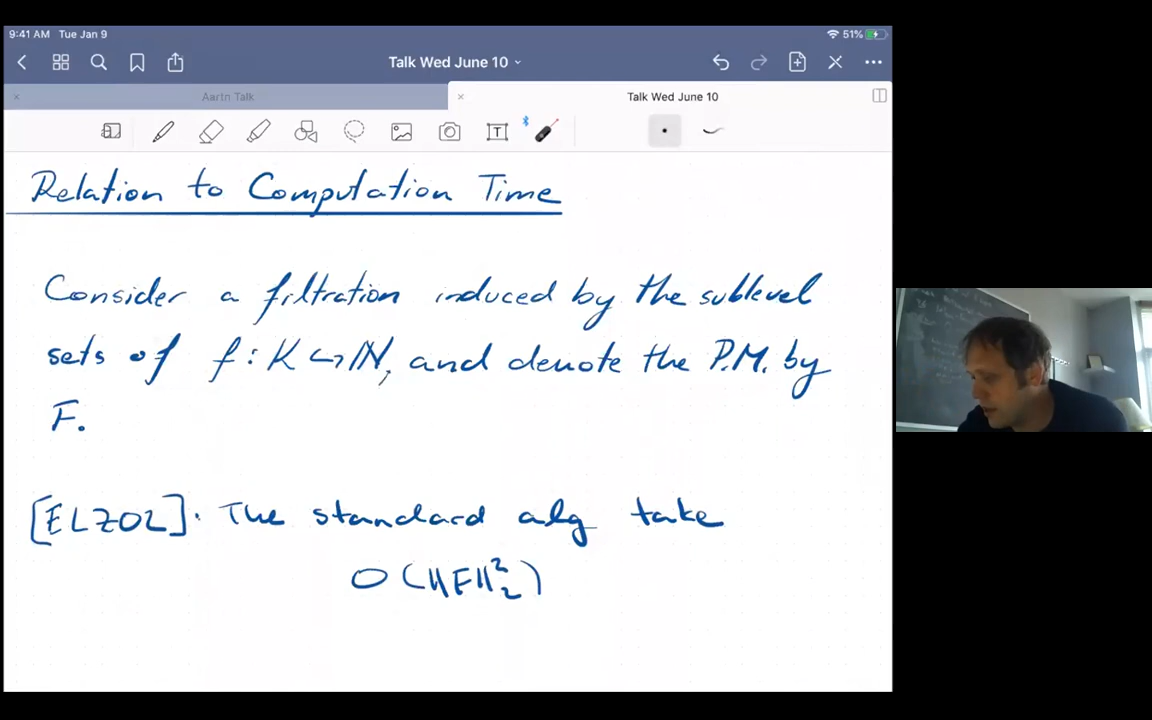 9:41 AM Tue Jan 9
51%
Talk Wed June 10
Aartn Talk
Talk Wed June 10
T
Relation to Computation Time
Consider a filtration induced by the sublevel
sets of f : K ↪ ℕ, and denote the P.M. by
F.
[ELZ02]: The standard alg take
O(||F||₂²)